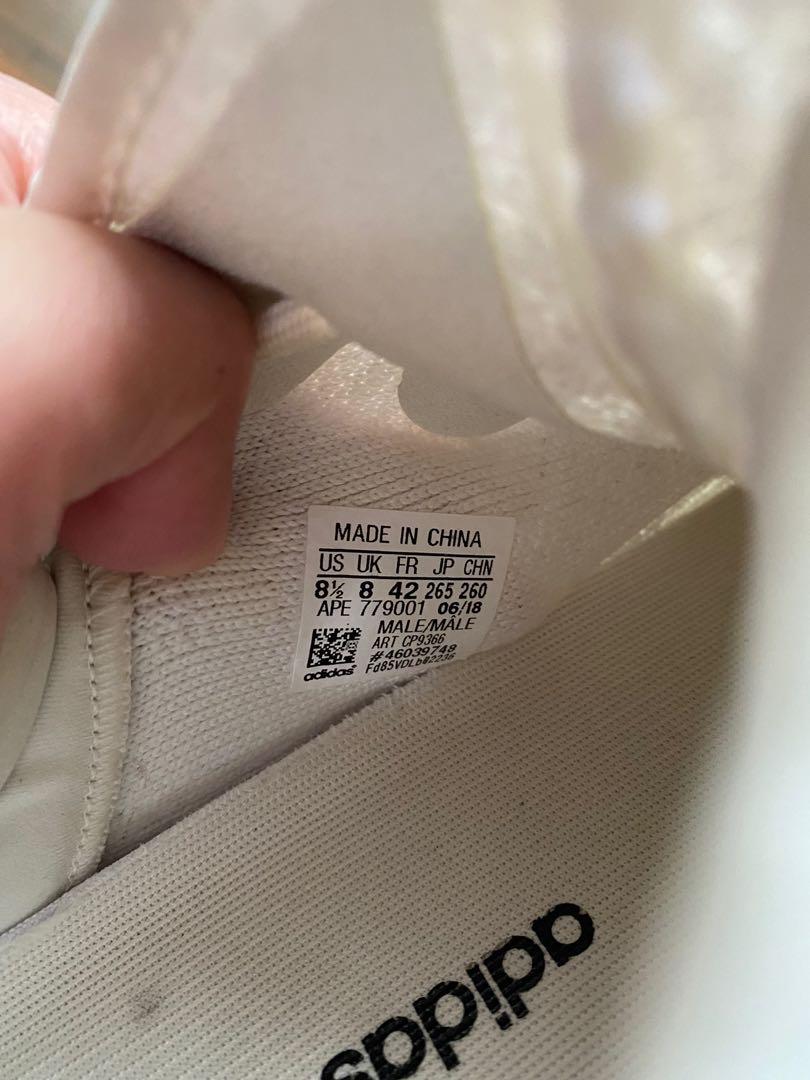 MADE IN CHINA
US UK FR JP CHN
8½ 8 42 265 260
APE 779001 06/18
MALE/MÂLE
ART CP9366
#46039749
Fd85VDLb02236
adidas
adidas